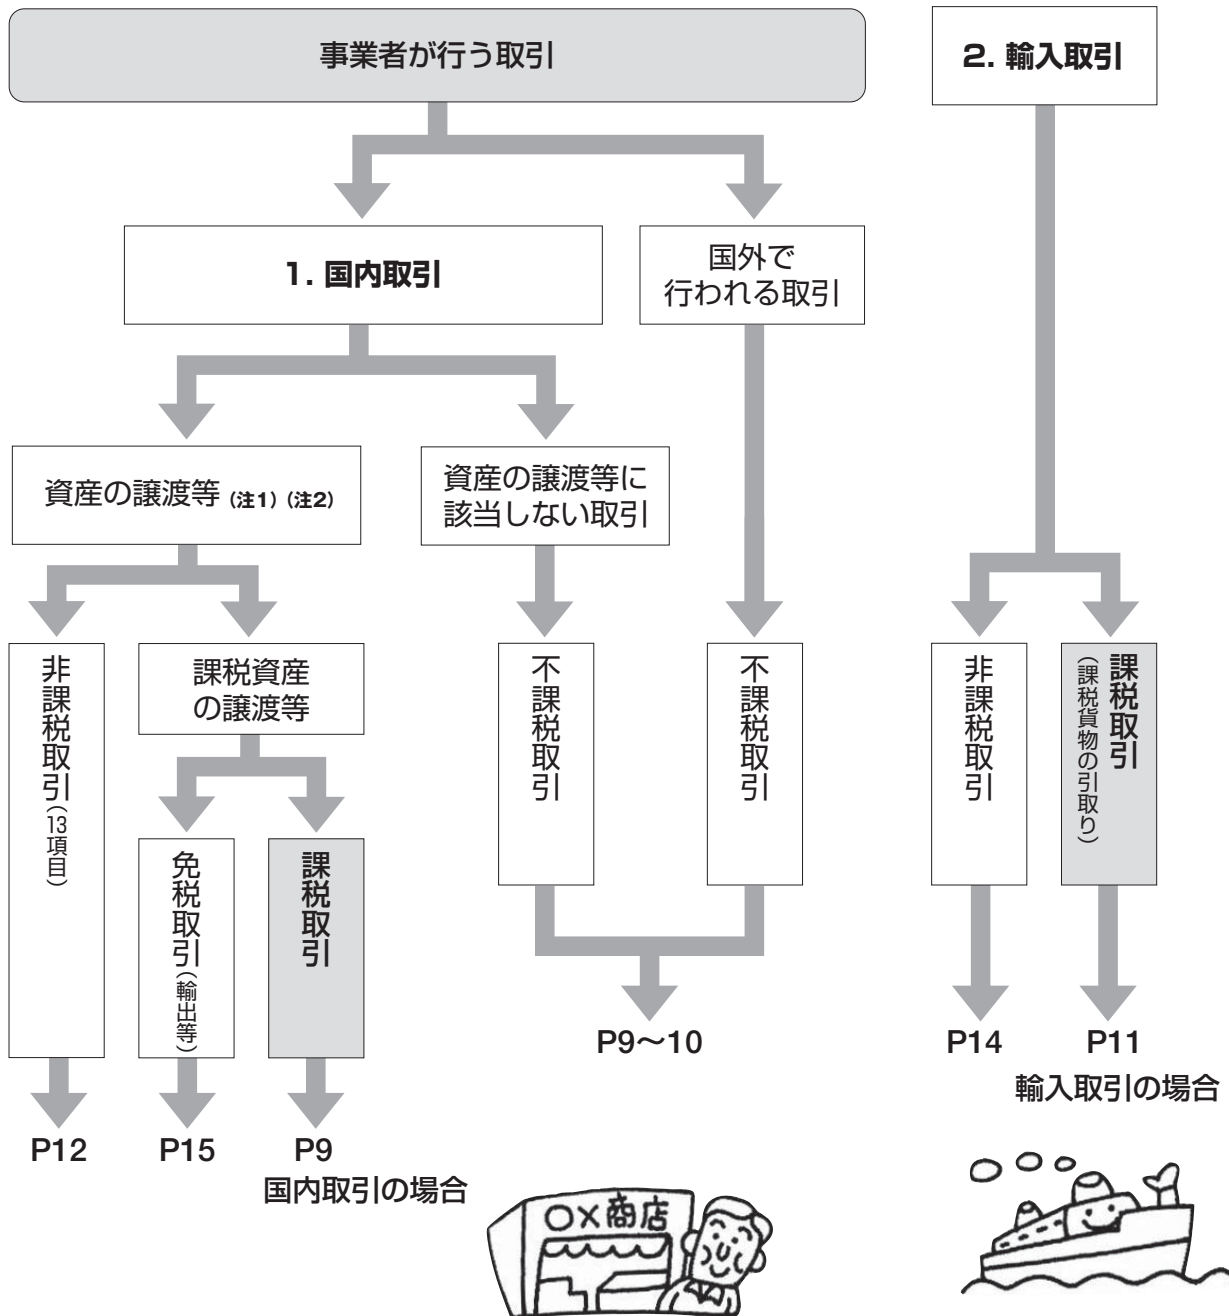 事業者が行う取引
2. 輸入取引
1. 国内取引
国外で
行われる取引
資産の譲渡等 (注1) (注2)
資産の譲渡等に
該当しない取引
非課税取引(13項目)
課税資産
の譲渡等
不課税取引
不課税取引
非課税取引
課税取引
(課税貨物の引取り)
免税取引(輸出等)
課税取引
P9〜10
P14
P11
輸入取引の場合
P12
P15
P9
国内取引の場合
○×商店